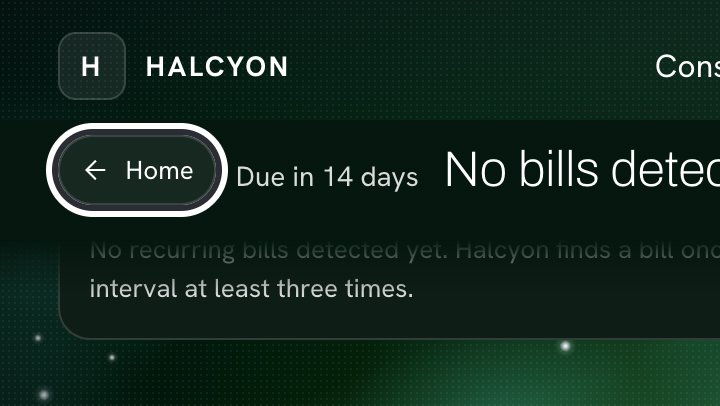 H HALCYON Cons
← Home Due in 14 days No bills detec
No recurring bills detected yet. Halcyon finds a bill onc
interval at least three times.